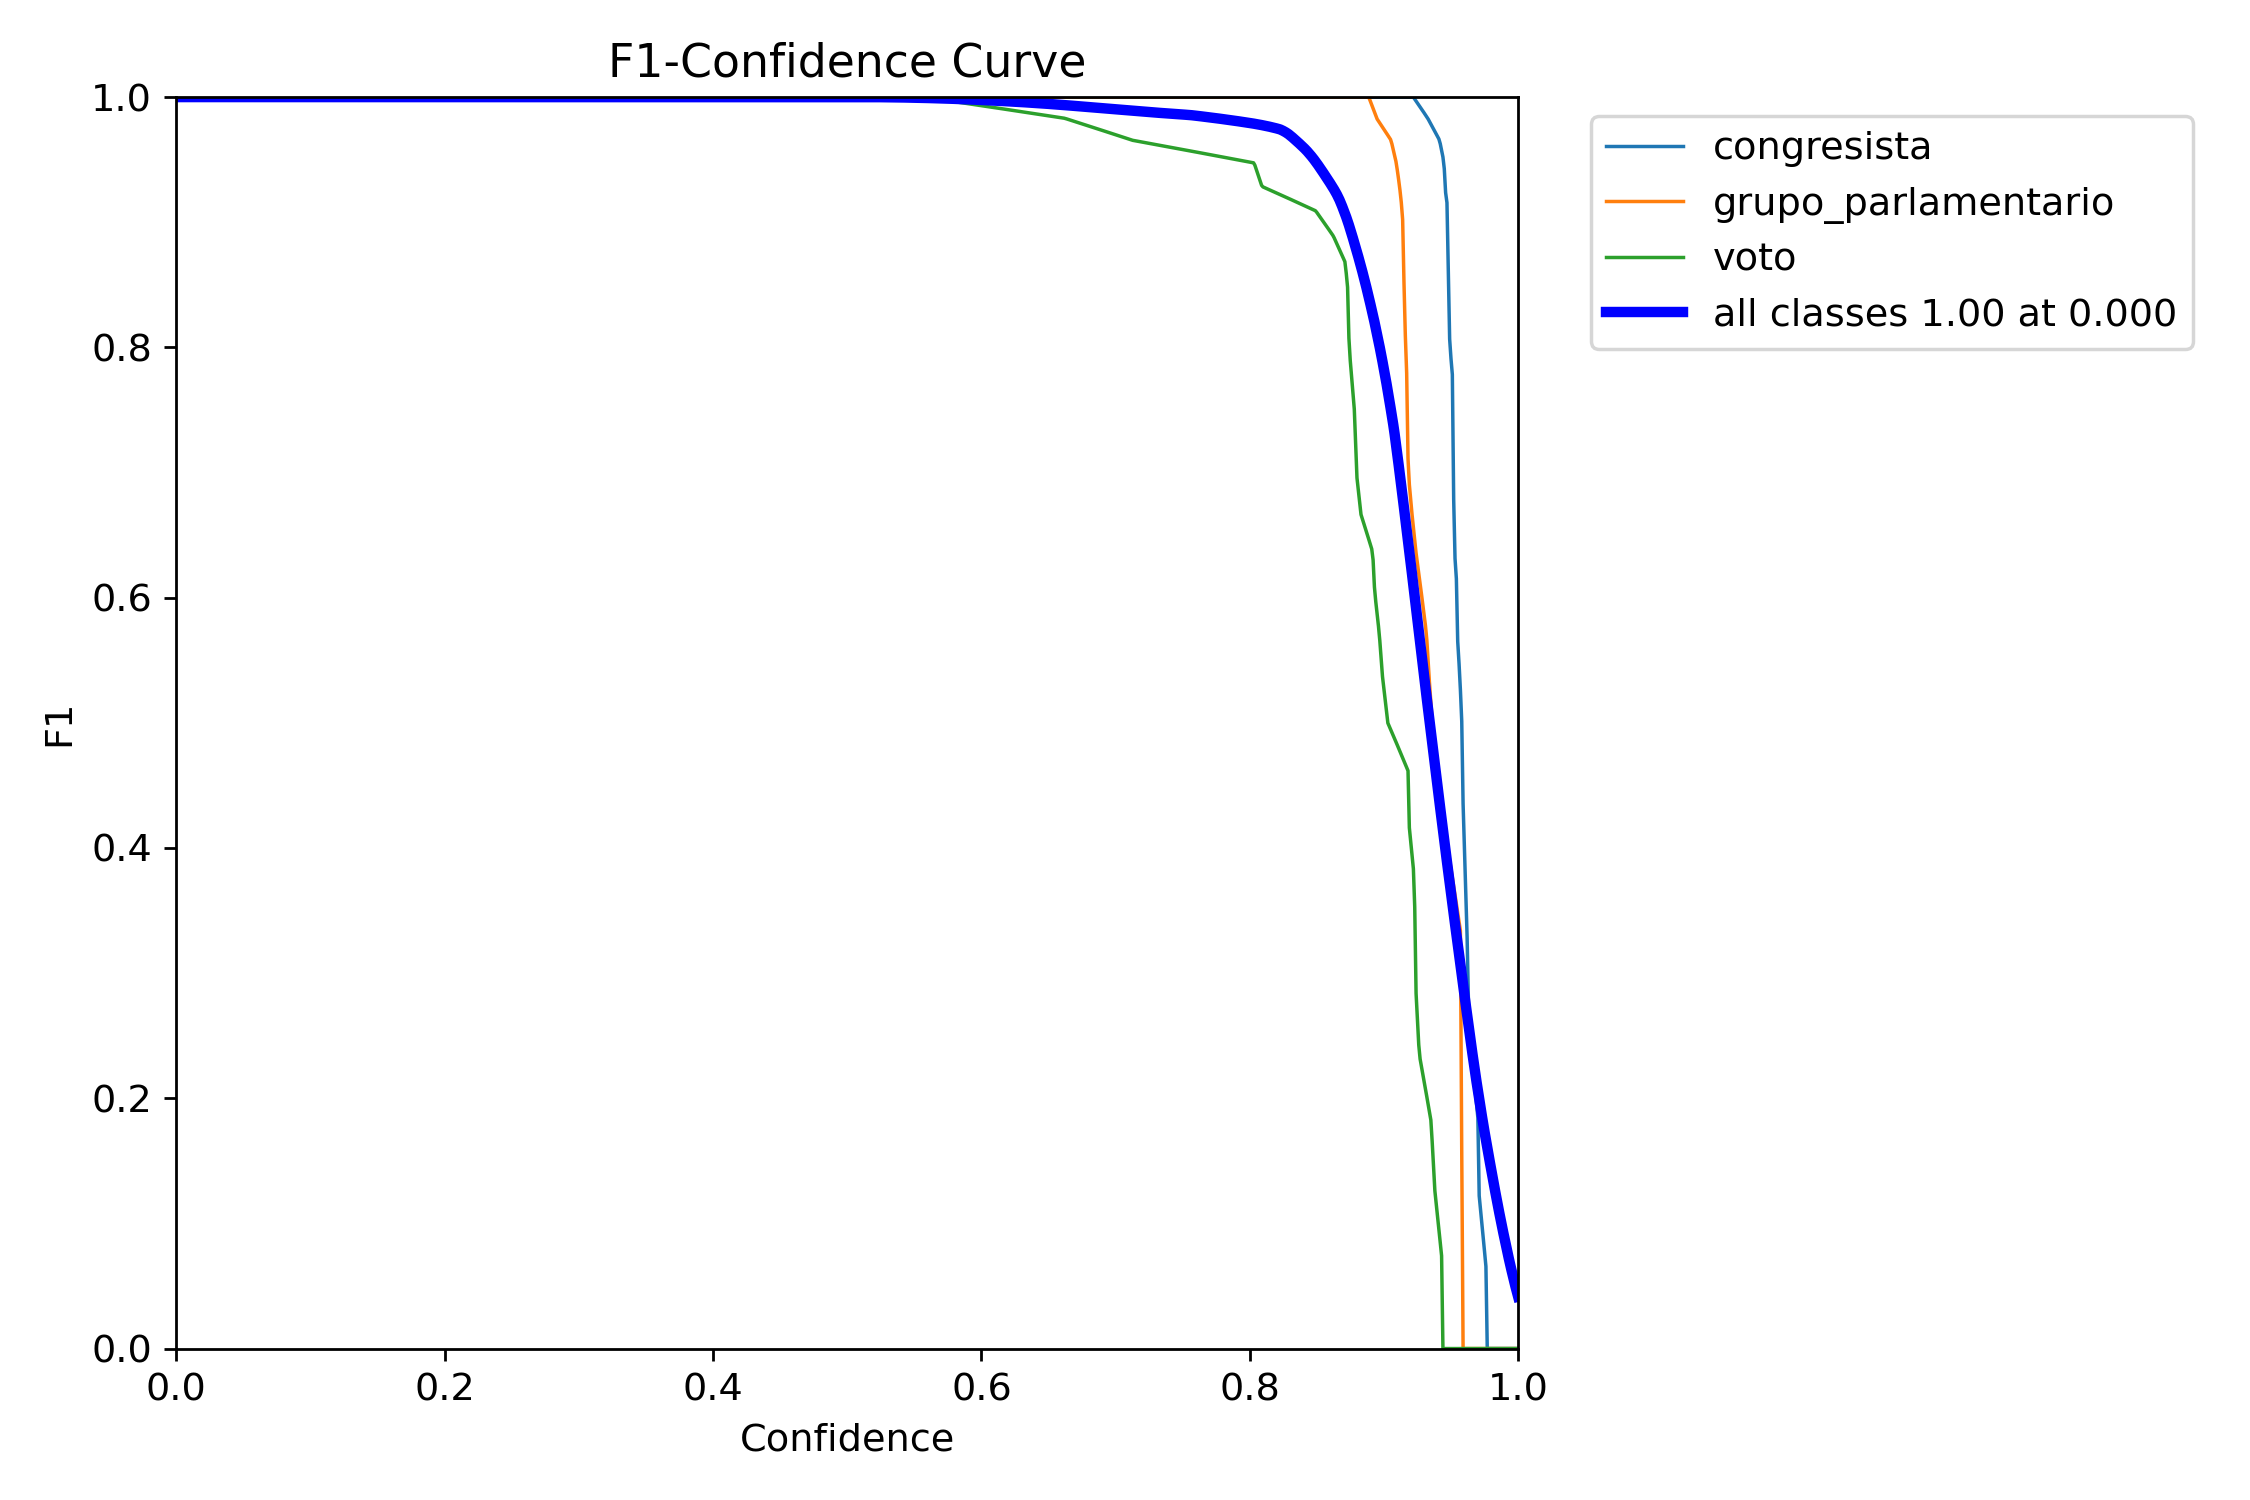 F1-Confidence Curve
1.0
0.8
0.6
0.4
0.2
0.0
F1
0.0 0.2 0.4 0.6 0.8 1.0
Confidence
congresista
grupo_parlamentario
voto
all classes 1.00 at 0.000